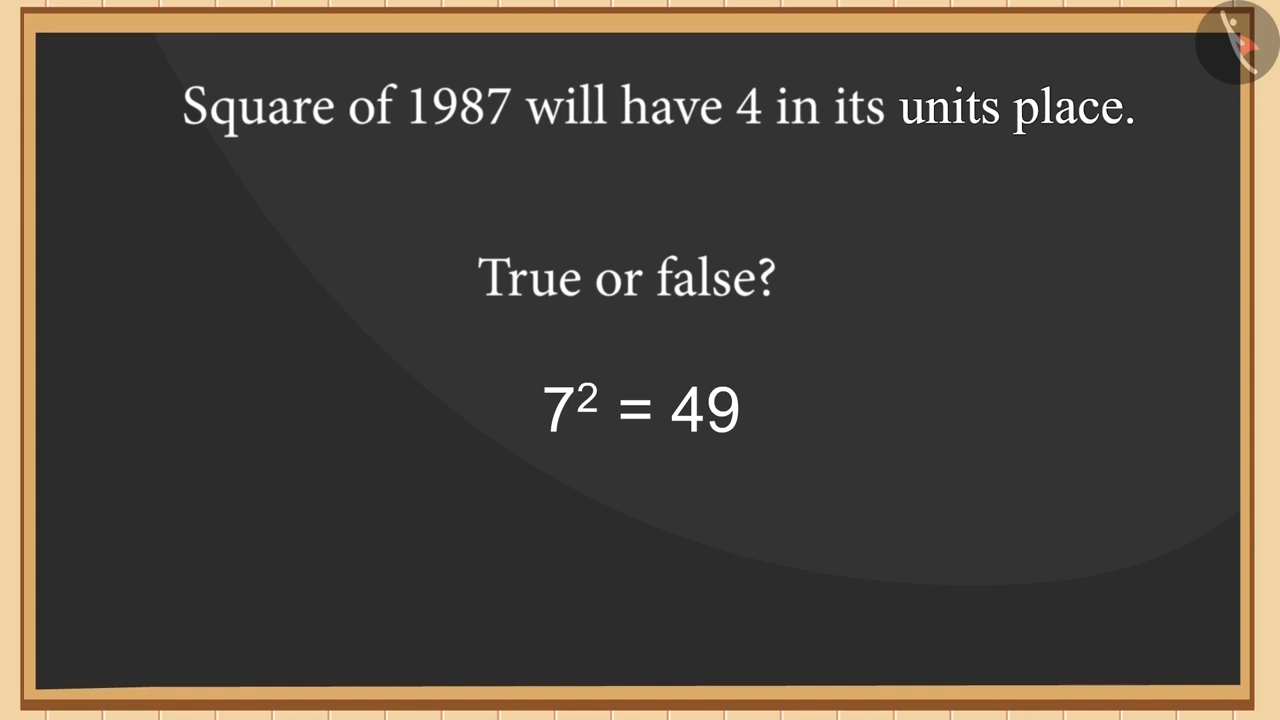 Square of 1987 will have 4 in its units place.
True or false?
7² = 49